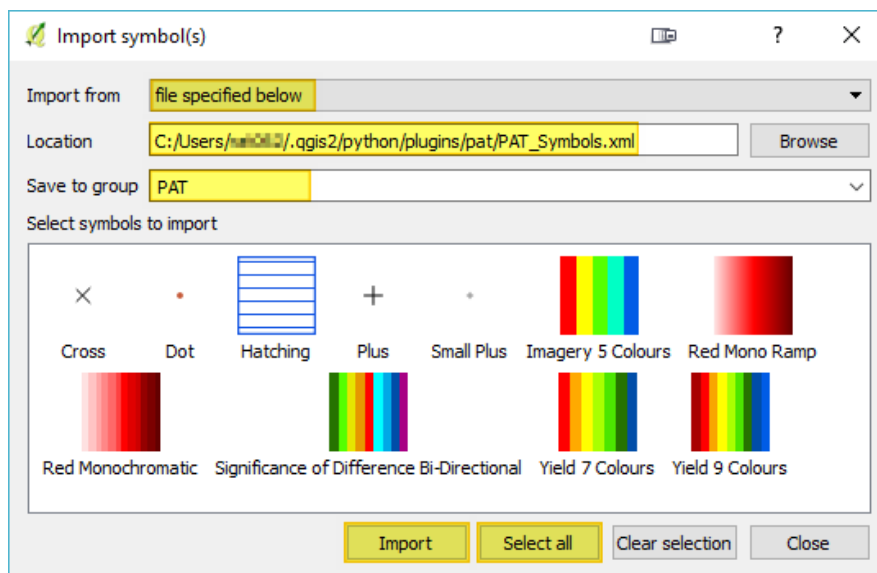 Import symbol(s)
?
Import from file specified below
Location C:/Users/ /.qgis2/python/plugins/pat/PAT_Symbols.xml Browse
Save to group PAT
Select symbols to import
Cross Dot Hatching Plus Small Plus Imagery 5 Colours Red Mono Ramp
Red Monochromatic Significance of Difference Bi-Directional Yield 7 Colours Yield 9 Colours
Import Select all Clear selection Close